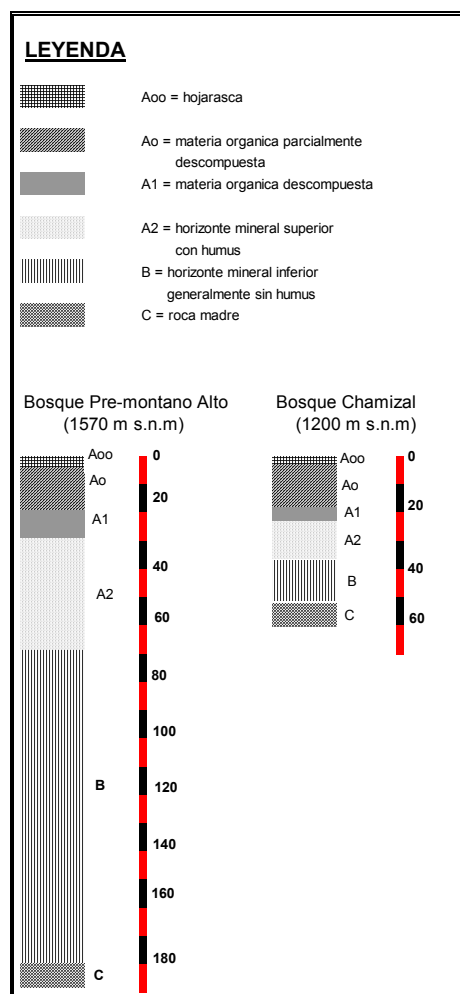 LEYENDA
Aoo = hojarasca
Ao = materia organica parcialmente
descompuesta
A1 = materia organica descompuesta
A2 = horizonte mineral superior
con humus
B = horizonte mineral inferior
generalmente sin humus
C = roca madre
Bosque Pre-montano Alto
(1570 m s.n.m)
Aoo
Ao
A1
A2
B
C
0
20
40
60
80
100
120
140
160
180
Bosque Chamizal
(1200 m s.n.m)
Aoo
Ao
A1
A2
B
C
0
20
40
60